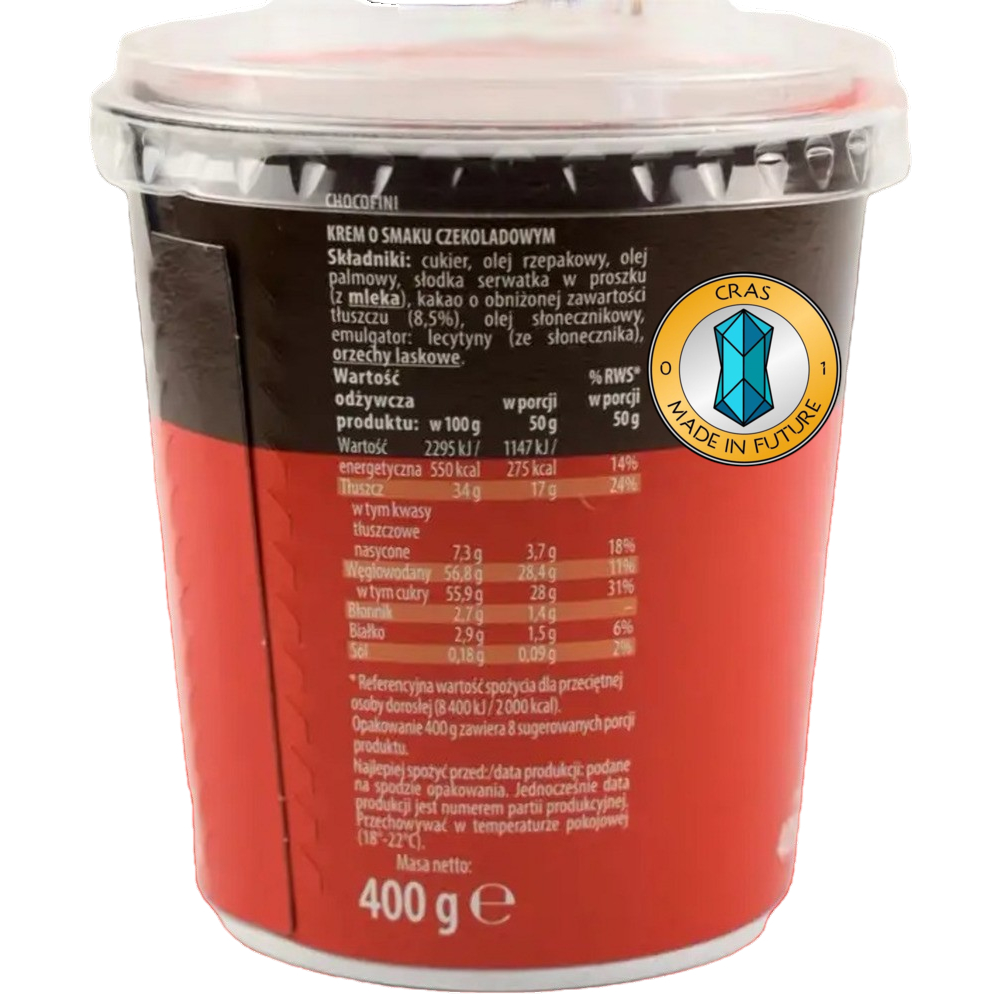 CHOCOFINI
KREM O SMAKU CZEKOLADOWYM
Składniki: cukier, olej rzepakowy, olej
palmowy, słodka serwatka w proszku
(z mleka), kakao o obniżonej zawartości
tłuszczu (8,5%), olej słonecznikowy,
emulgator: lecytyny (ze słonecznika),
orzechy laskowe.
Wartość % RWS*
odżywcza w porcji w porcji
produktu: w 100 g 50 g 50 g
Wartość 2295 kJ/ 1147 kJ/
energetyczna 550 kcal 275 kcal 14%
Tłuszcz 34 g 17 g 24%
w tym kwasy
tłuszczowe
nasycone 7,3 g 3,7 g 18%
Węglowodany 56,8 g 28,4 g 11%
w tym cukry 55,9 g 28 g 31%
Błonnik 2,7 g 1,4 g –
Białko 2,9 g 1,5 g 6%
Sól 0,18 g 0,09 g 2%
*Referencyjna wartość spożycia dla przeciętnej
osoby dorosłej (8 400 kJ/2 000 kcal).
Opakowanie 400 g zawiera 8 sugerowanych porcji
produktu.
Najlepiej spożyć przed:/data produkcji: podane
na spodzie opakowania. Jednocześnie data
produkcji jest numerem partii produkcyjnej.
Przechowywać w temperaturze pokojowej
(18°-22°C).
Masa netto:
400 g e
CRAS
0 1
MADE IN FUTURE